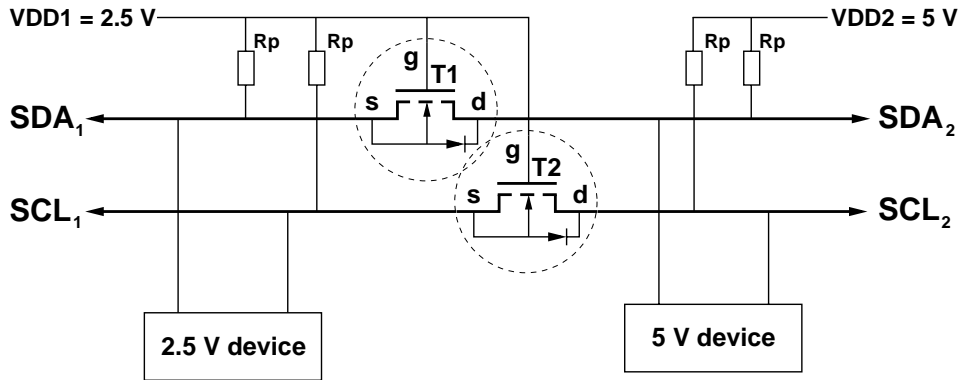 VDD1 = 2.5 V
VDD2 = 5 V
Rp
Rp
Rp
Rp
g
T1
s
d
SDA1
SDA2
g
T2
s
d
SCL1
SCL2
2.5 V device
5 V device